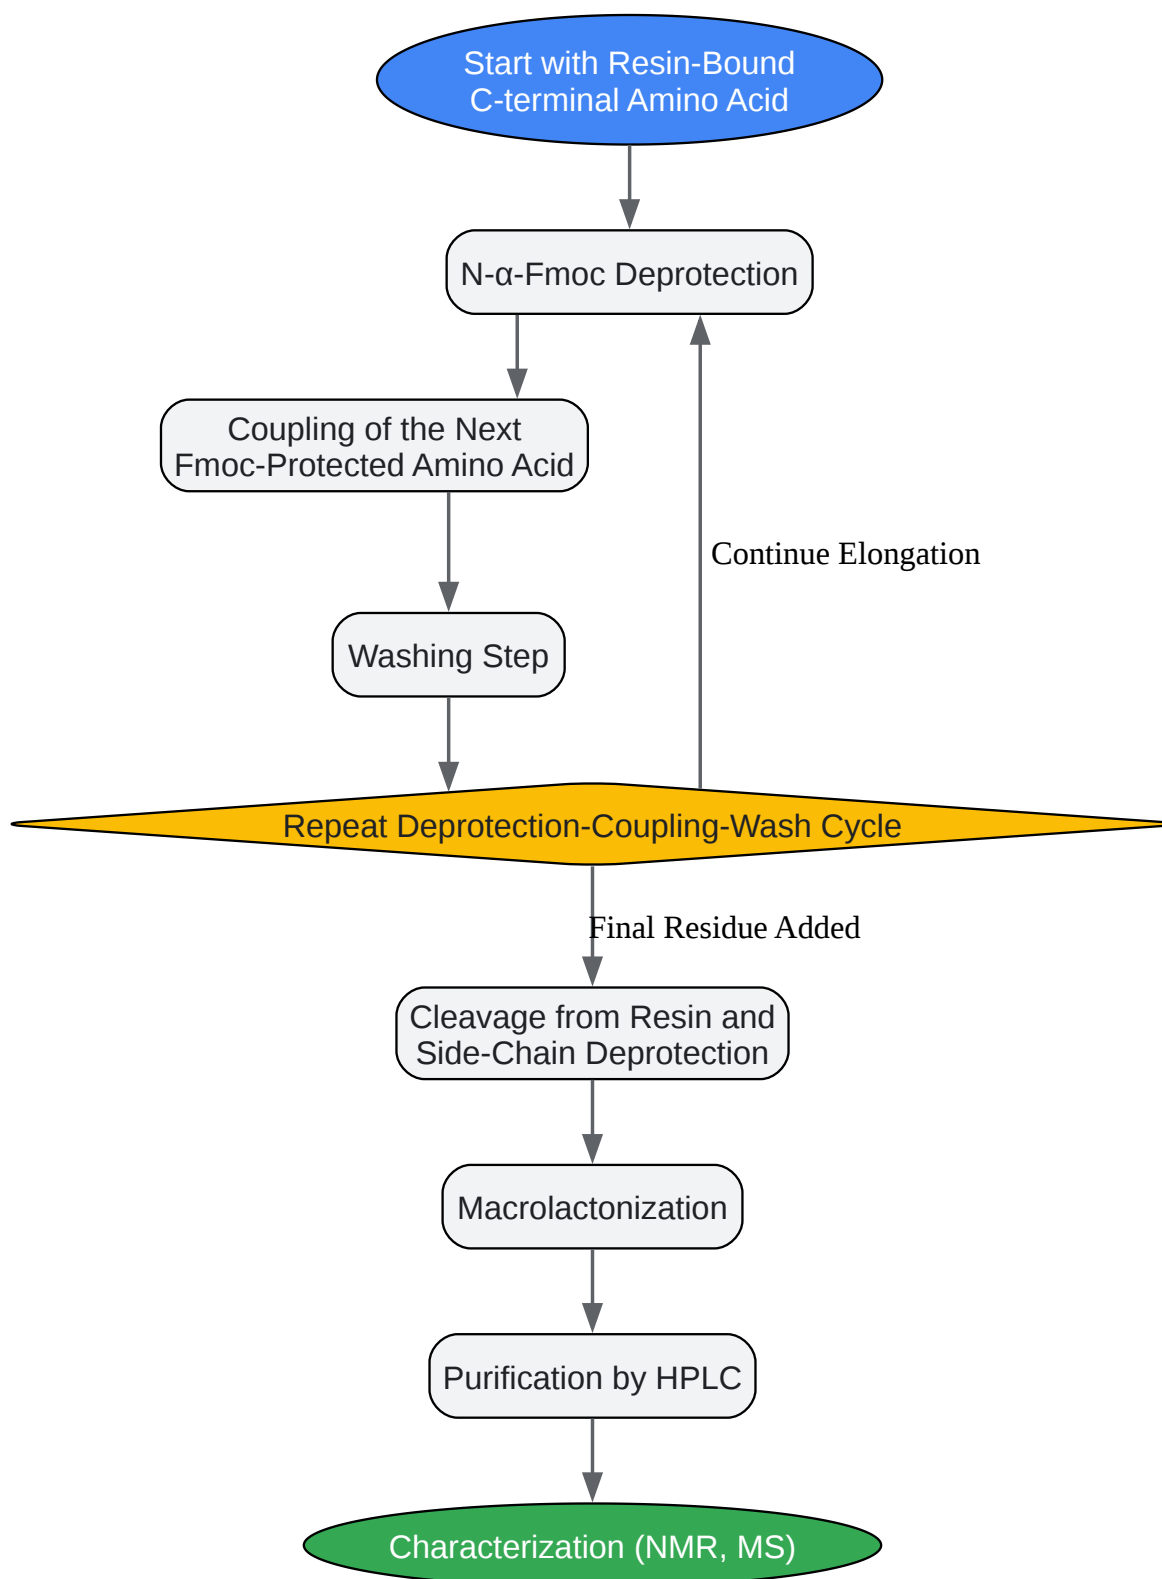 Start with Resin-Bound
C-terminal Amino Acid
N-α-Fmoc Deprotection
Coupling of the Next
Fmoc-Protected Amino Acid
Continue Elongation
Washing Step
Repeat Deprotection-Coupling-Wash Cycle
Final Residue Added
Cleavage from Resin and
Side-Chain Deprotection
Macrolactonization
Purification by HPLC
Characterization (NMR, MS)